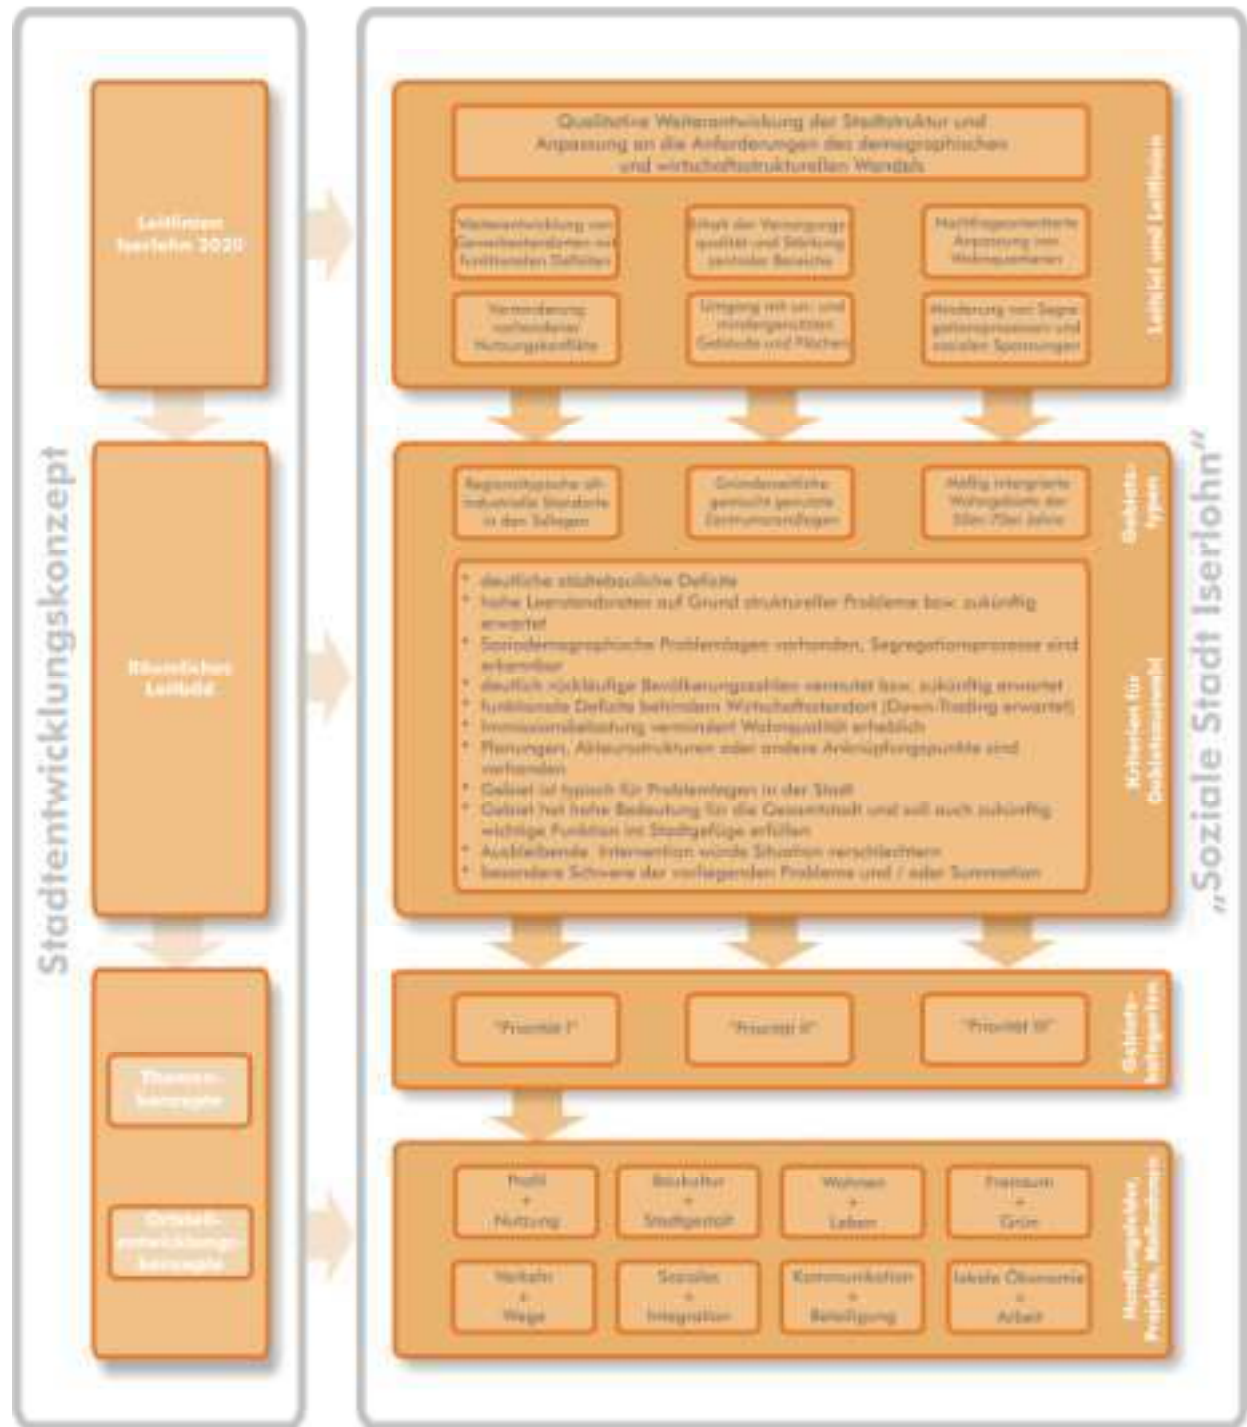 Stadtentwicklungskonzept
Leitlinien
Iserlohn 2020
Räumliches
Leitbild
Themen-
konzepte
Ortsteil-
entwicklungs-
konzepte
„Soziale Stadt Iserlohn“
Leitbild und Leitlinien
Qualitative Weiterentwicklung der Stadtstruktur und
Anpassung an die Anforderungen des demographischen
und wirtschaftsstrukturellen Wandels
Weiterentwicklung von
Gewerbestandorten mit
funktionalen Defiziten
Erhalt der Versorgungs-
qualität und Stärkung
zentraler Bereiche
Nachfrageorientierte
Anpassung von
Wohnquartieren
Verminderung
vorhandener
Nutzungskonflikte
Umgang mit un- und
mindergenutzten
Gebäude und Flächen
Minderung von Segre-
gationsprozessen und
sozialen Spannungen
Gebiets-
typen
Regionstypische alt-
industrielle Standorte
in den Tallagen
Gründerzeitliche
gemischt genutzte
Zentrumsrandlagen
Mäßig integrierte
Wohngebiete der
50er-70er Jahre
Kriterien für
Gebietsauswahl
* deutliche städtebauliche Defizite
* hohe Leerstandsraten auf Grund struktureller Probleme bzw. zukünftig
erwartet
* Soziodemographische Problemlagen vorhanden, Segregationsprozesse sind
erkennbar
* deutlich rückläufige Bevölkerungszahlen vermutet bzw. zukünftig erwartet
* funktionale Defizite behindern Wirtschaftsstandort (Down-Trading erwartet)
* Immissionsbelastung vermindert Wohnqualität erheblich
* Planungen, Akteursstrukturen oder andere Anknüpfungspunkte sind
vorhanden
* Gebiet ist typisch für Problemlagen in der Stadt
* Gebiet hat hohe Bedeutung für die Gesamtstadt und soll auch zukünftig
wichtige Funktion im Stadtgefüge erfüllen
* Ausbleibende Intervention würde Situation verschlechtern
* besondere Schwere der vorliegenden Probleme und / oder Summation
Gebiets-
kategorien
"Priorität I"
"Priorität II"
"Priorität III"
Handlungsfelder,
Projekte, Maßnahmen
Profil
+
Nutzung
Baukultur
+
Stadtgestalt
Wohnen
+
Leben
Freiraum
+
Grün
Verkehr
+
Wege
Soziales
+
Integration
Kommunikation
+
Beteiligung
lokale Ökonomie
+
Arbeit